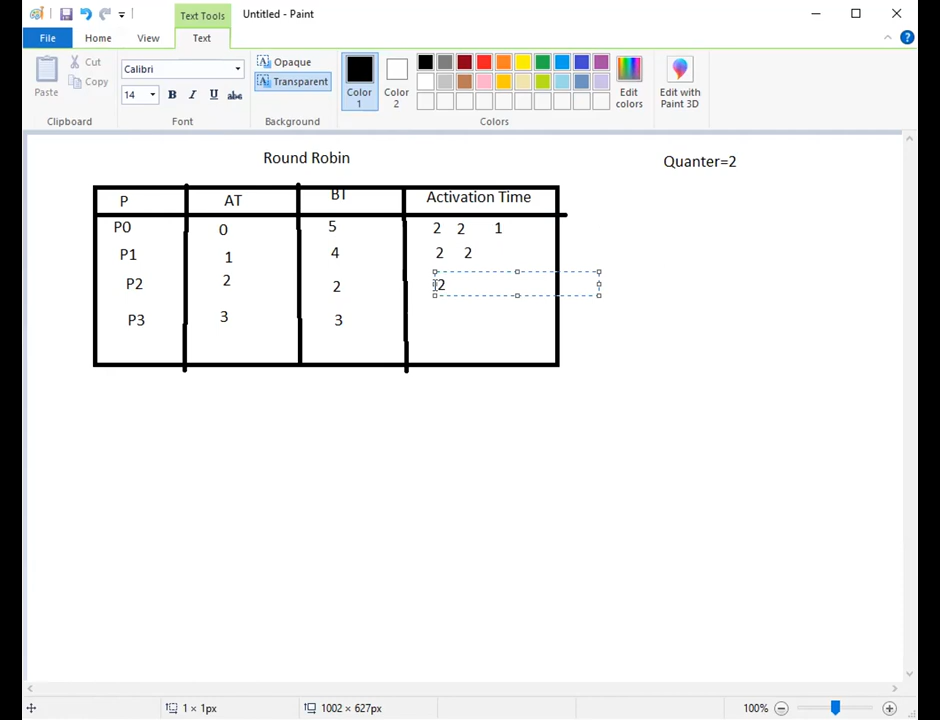 Text Tools
Untitled - Paint
File
Home
View
Text
Paste
Cut
Copy
Clipboard
Calibri
14
B I U abc
Font
Opaque
Transparent
Background
Color 1
Color 2
Edit colors
Colors
Edit with Paint 3D
Round Robin
Quanter=2
P AT BT Activation Time
P0 0 5 2 2 1
P1 1 4 2 2
P2 2 2 2
P3 3 3
1 × 1px
1002 × 627px
100%